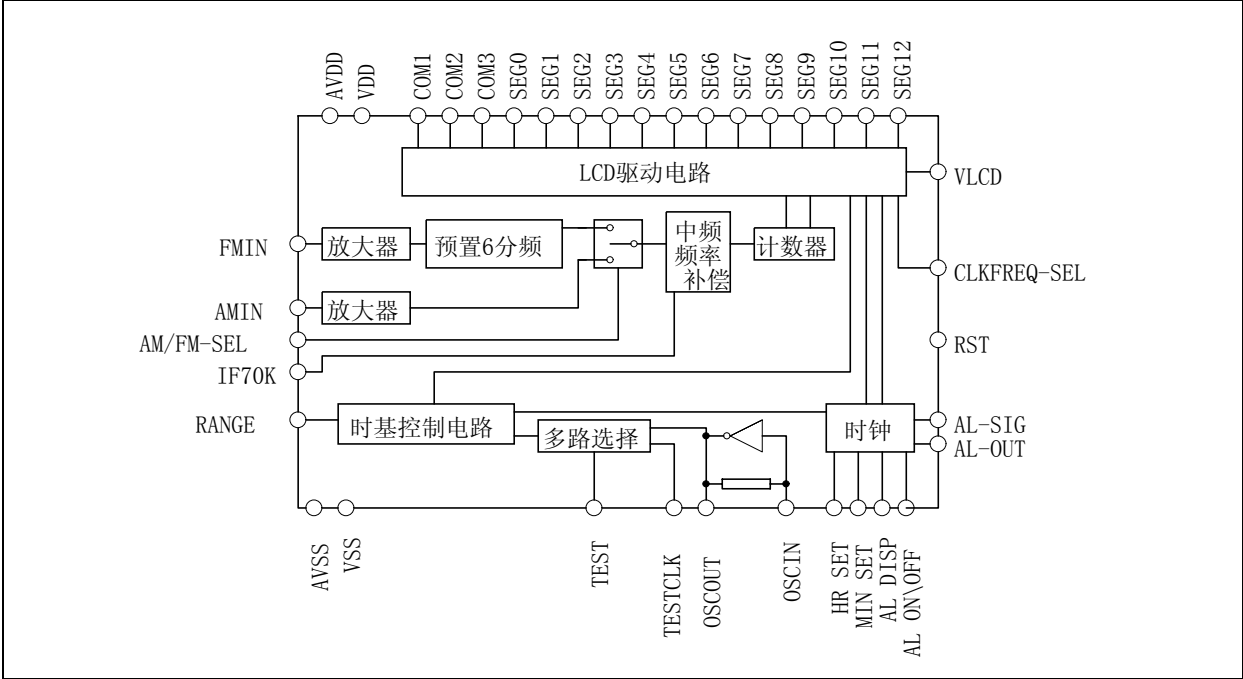 AVDD
VDD
COM1
COM2
COM3
SEG0
SEG1
SEG2
SEG3
SEG4
SEG5
SEG6
SEG7
SEG8
SEG9
SEG10
SEG11
SEG12
LCD驱动电路
VLCD
FMIN
放大器
预置6分频
中频
频率
补偿
计数器
CLKFREQ-SEL
AMIN
放大器
AM/FM-SEL
RST
IF70K
RANGE
时基控制电路
多路选择
时钟
AL-SIG
AL-OUT
AVSS
VSS
TEST
TESTCLK
OSCOUT
OSCIN
HR SET
MIN SET
AL DISP
AL ON\OFF